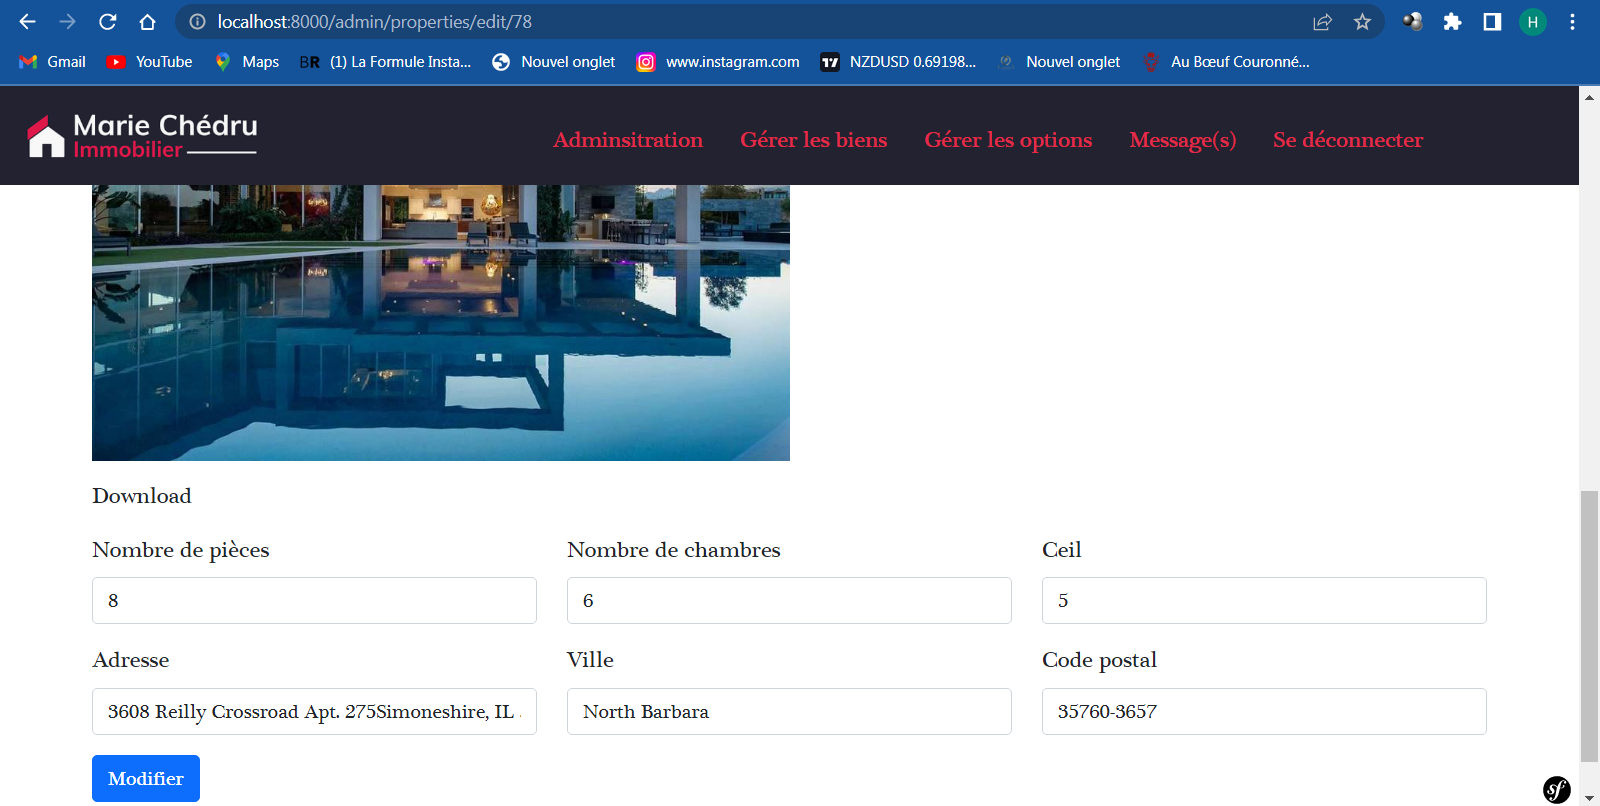 localhost:8000/admin/properties/edit/78
H
Gmail YouTube Maps BR (1) La Formule Insta... Nouvel onglet www.instagram.com NZDUSD 0.69198... Nouvel onglet Au Bœuf Couronné...
Marie Chédru
Immobilier
Adminsitration Gérer les biens Gérer les options Message(s) Se déconnecter
Download
Nombre de pièces Nombre de chambres Ceil
8 6 5
Adresse Ville Code postal
3608 Reilly Crossroad Apt. 275Simoneshire, IL North Barbara 35760-3657
Modifier
sf